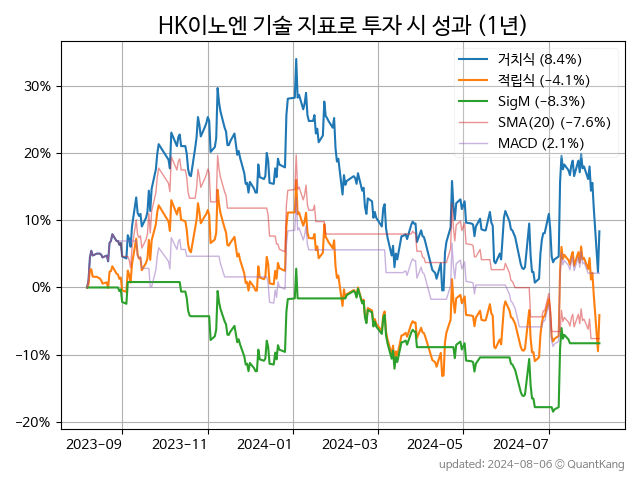 HK이노엔 기술 지표로 투자 시 성과 (1년)
거치식 (8.4%)
적립식 (−4.1%)
SigM (−8.3%)
SMA(20) (−7.6%)
MACD (2.1%)
30%
20%
10%
0%
−10%
−20%
2023-09 2023-11 2024-01 2024-03 2024-05 2024-07
updated: 2024-08-06 © QuantKang